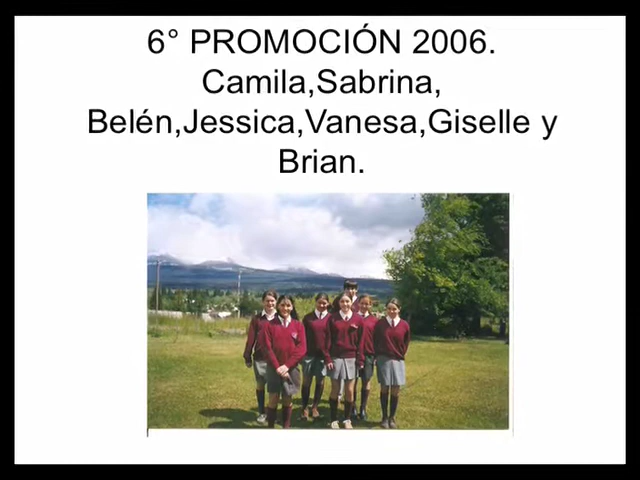 6° PROMOCIÓN 2006.
Camila,Sabrina,
Belén,Jessica,Vanesa,Giselle y
Brian.